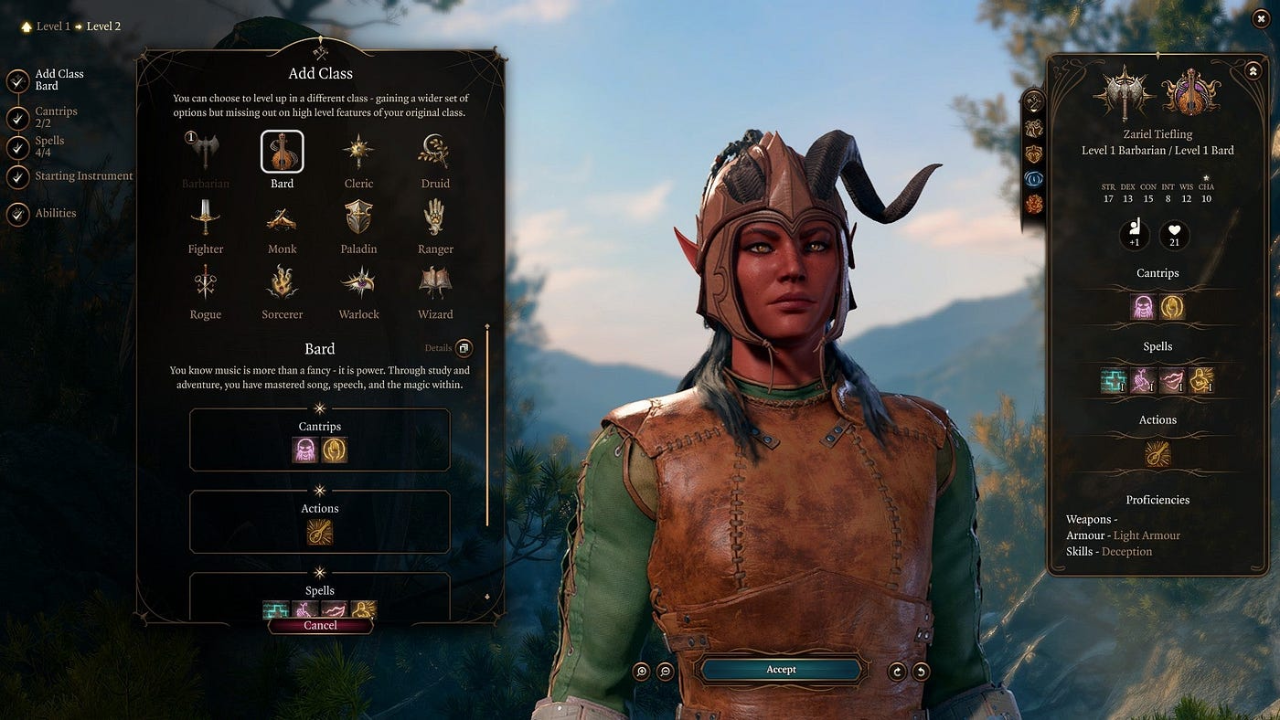 Level 1 Level 2
Add Class
Bard
Cantrips
2/2
Spells
4/4
Starting Instrument
Abilities
Add Class
You can choose to level up in a different class - gaining a wider set of
options but missing out on high level features of your original class.
1
Barbarian Bard Cleric Druid
Fighter Monk Paladin Ranger
Rogue Sorcerer Warlock Wizard
Bard
Details
You know music is more than a fancy - it is power. Through study and
adventure, you have mastered song, speech, and the magic within.
Cantrips
Actions
Spells
Cancel
Accept
Zariel Tiefling
Level 1 Barbarian / Level 1 Bard
STR DEX CON INT WIS CHA
17 13 15 8 12 10
+1 21
Cantrips
Spells
I I I I
Actions
Proficiencies
Weapons -
Armour - Light Armour
Skills - Deception